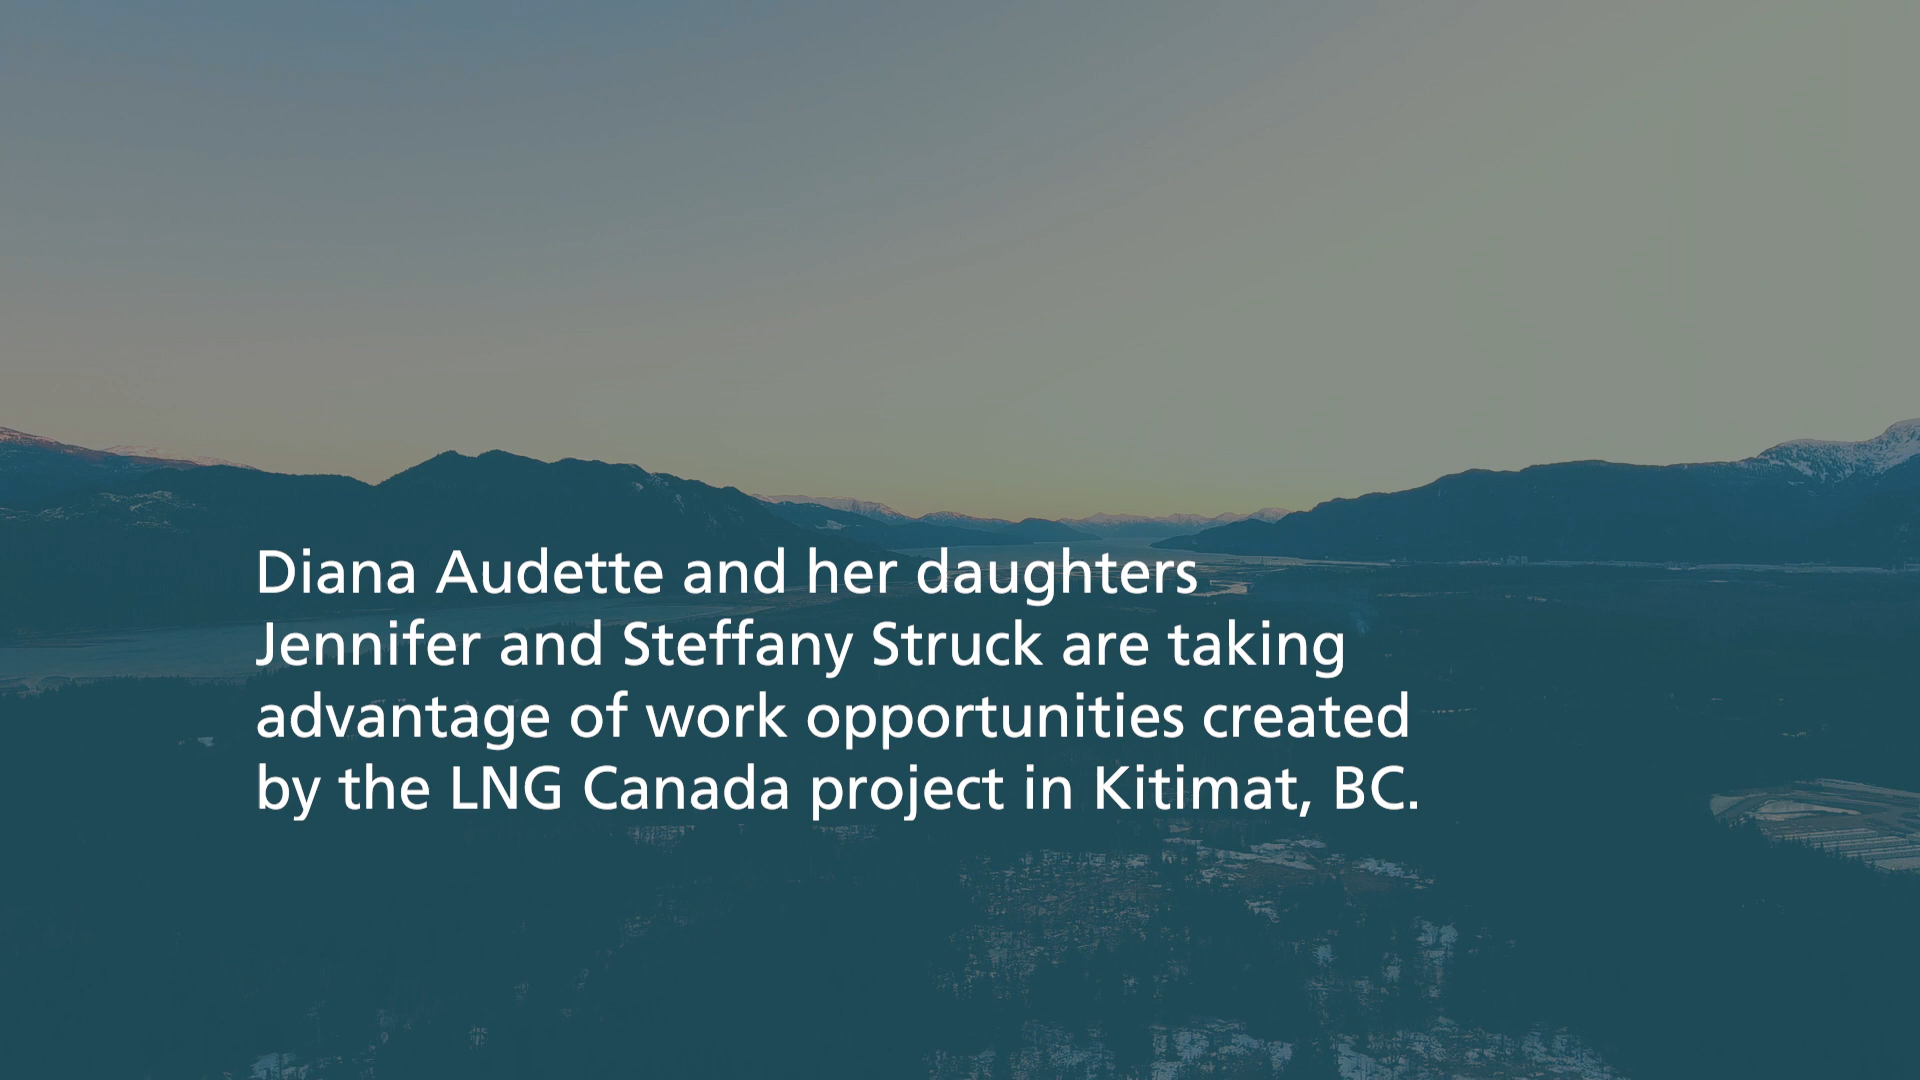 Diana Audette and her daughters
Jennifer and Steffany Struck are taking
advantage of work opportunities created
by the LNG Canada project in Kitimat, BC.